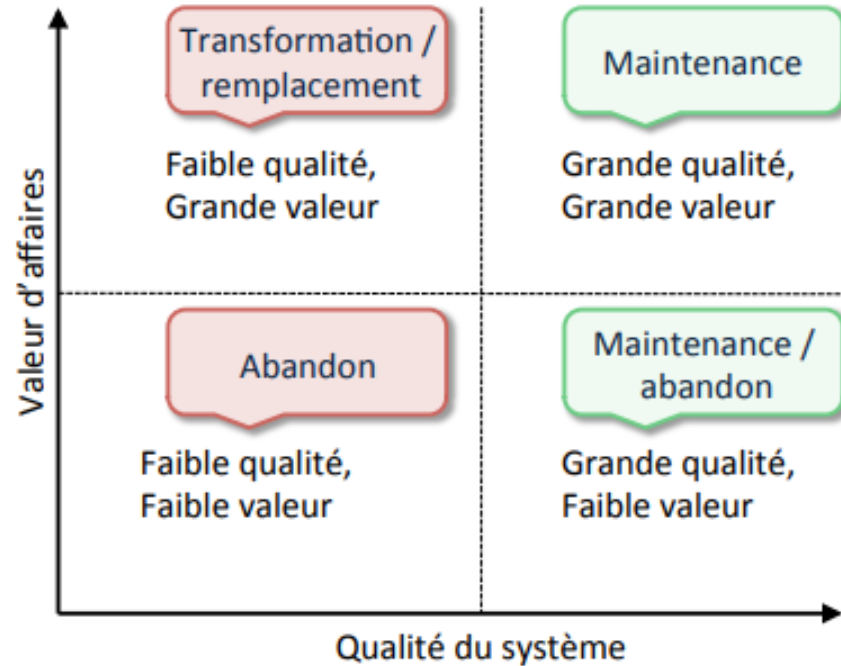 Transformation /
remplacement
Maintenance
Faible qualité,
Grande valeur
Grande qualité,
Grande valeur
Valeur d'affaires
Abandon
Maintenance /
abandon
Faible qualité,
Faible valeur
Grande qualité,
Faible valeur
Qualité du système